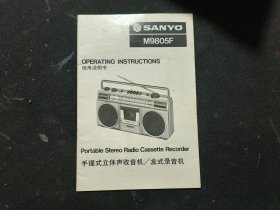 SANYO
M9805F
OPERATING INSTRUCTIONS
使用说明书
Portable Stereo Radio Cassette Recorder
手提式立体声收音机／盒式录音机